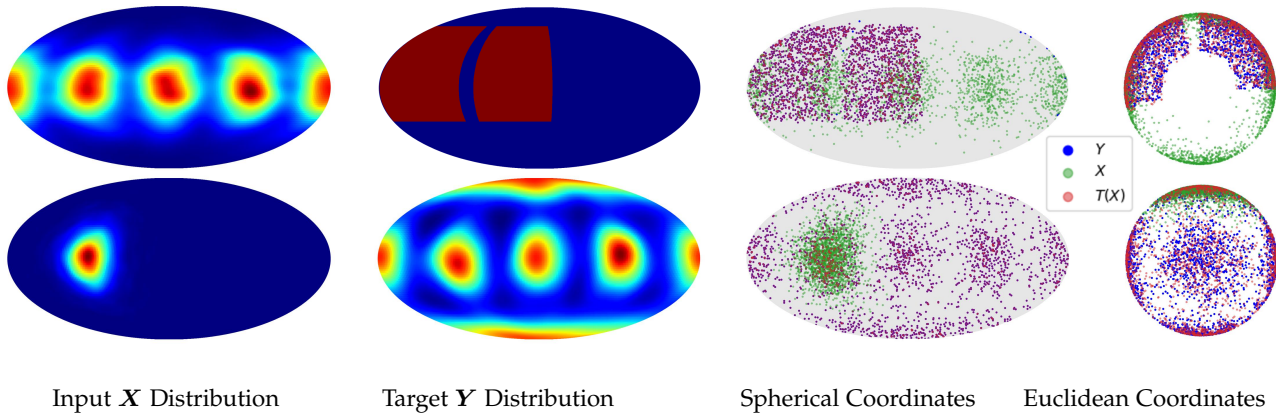 Y
X
T(X)
Input X Distribution
Target Y Distribution
Spherical Coordinates
Euclidean Coordinates